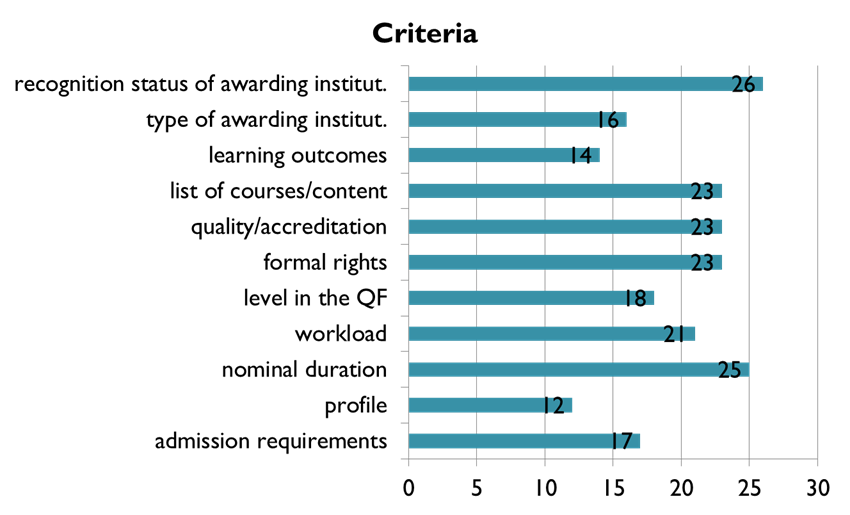 Criteria
recognition status of awarding institut. 26
type of awarding institut. 16
learning outcomes 14
list of courses/content 23
quality/accreditation 23
formal rights 23
level in the QF 18
workload 21
nominal duration 25
profile 12
admission requirements 17
0 5 10 15 20 25 30